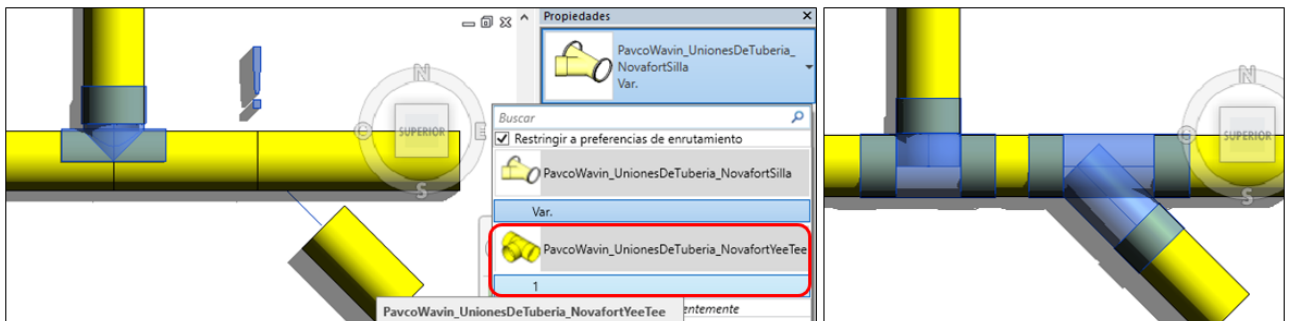 Propiedades
PavcoWavin_UnionesDeTuberia_
NovafortSilla
Var.
Buscar
Restringir a preferencias de enrutamiento
PavcoWavin_UnionesDeTuberia_NovafortSilla
Var.
PavcoWavin_UnionesDeTuberia_NovafortYeeTee
1
entemente
PavcoWavin_UnionesDeTuberia_NovafortYeeTee
N
SUPERIOR
E
S
N
SUPERIOR
S